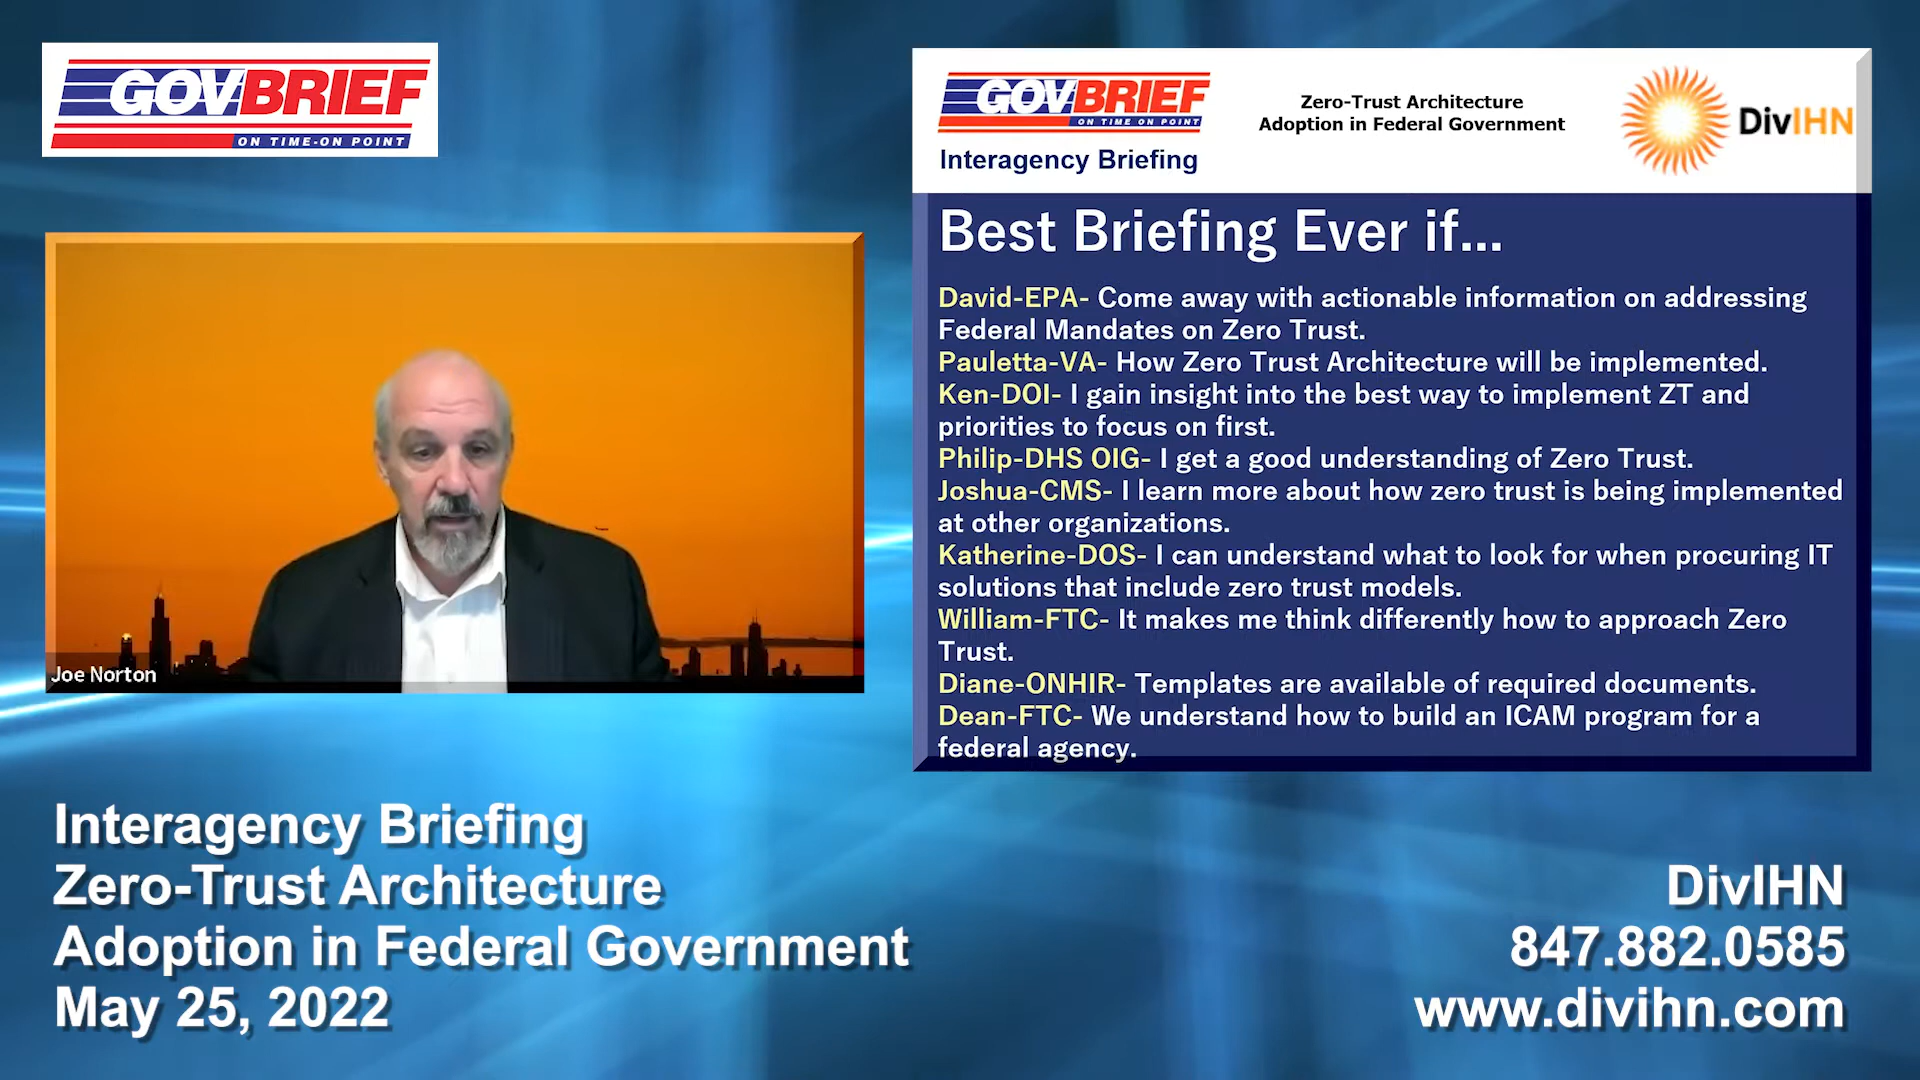 GOVBRIEF
ON TIME-ON POINT
GOVBRIEF
ON TIME ON POINT
Interagency Briefing
Zero-Trust Architecture
Adoption in Federal Government
DivIHN
Best Briefing Ever if...
David-EPA- Come away with actionable information on addressing
Federal Mandates on Zero Trust.
Pauletta-VA- How Zero Trust Architecture will be implemented.
Ken-DOI- I gain insight into the best way to implement ZT and
priorities to focus on first.
Philip-DHS OIG- I get a good understanding of Zero Trust.
Joshua-CMS- I learn more about how zero trust is being implemented
at other organizations.
Katherine-DOS- I can understand what to look for when procuring IT
solutions that include zero trust models.
William-FTC- It makes me think differently how to approach Zero
Trust.
Diane-ONHIR- Templates are available of required documents.
Dean-FTC- We understand how to build an ICAM program for a
federal agency.
Joe Norton
Interagency Briefing
Zero-Trust Architecture
Adoption in Federal Government
May 25, 2022
DivIHN
847.882.0585
www.divihn.com